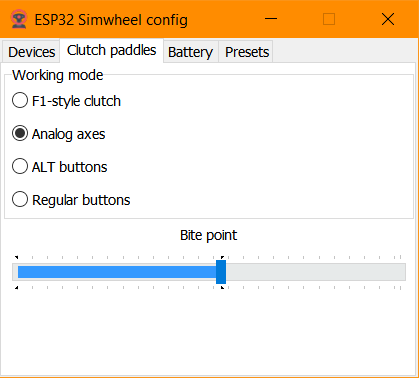 ESP32 Simwheel config
Devices Clutch paddles Battery Presets
Working mode
F1-style clutch
Analog axes
ALT buttons
Regular buttons
Bite point